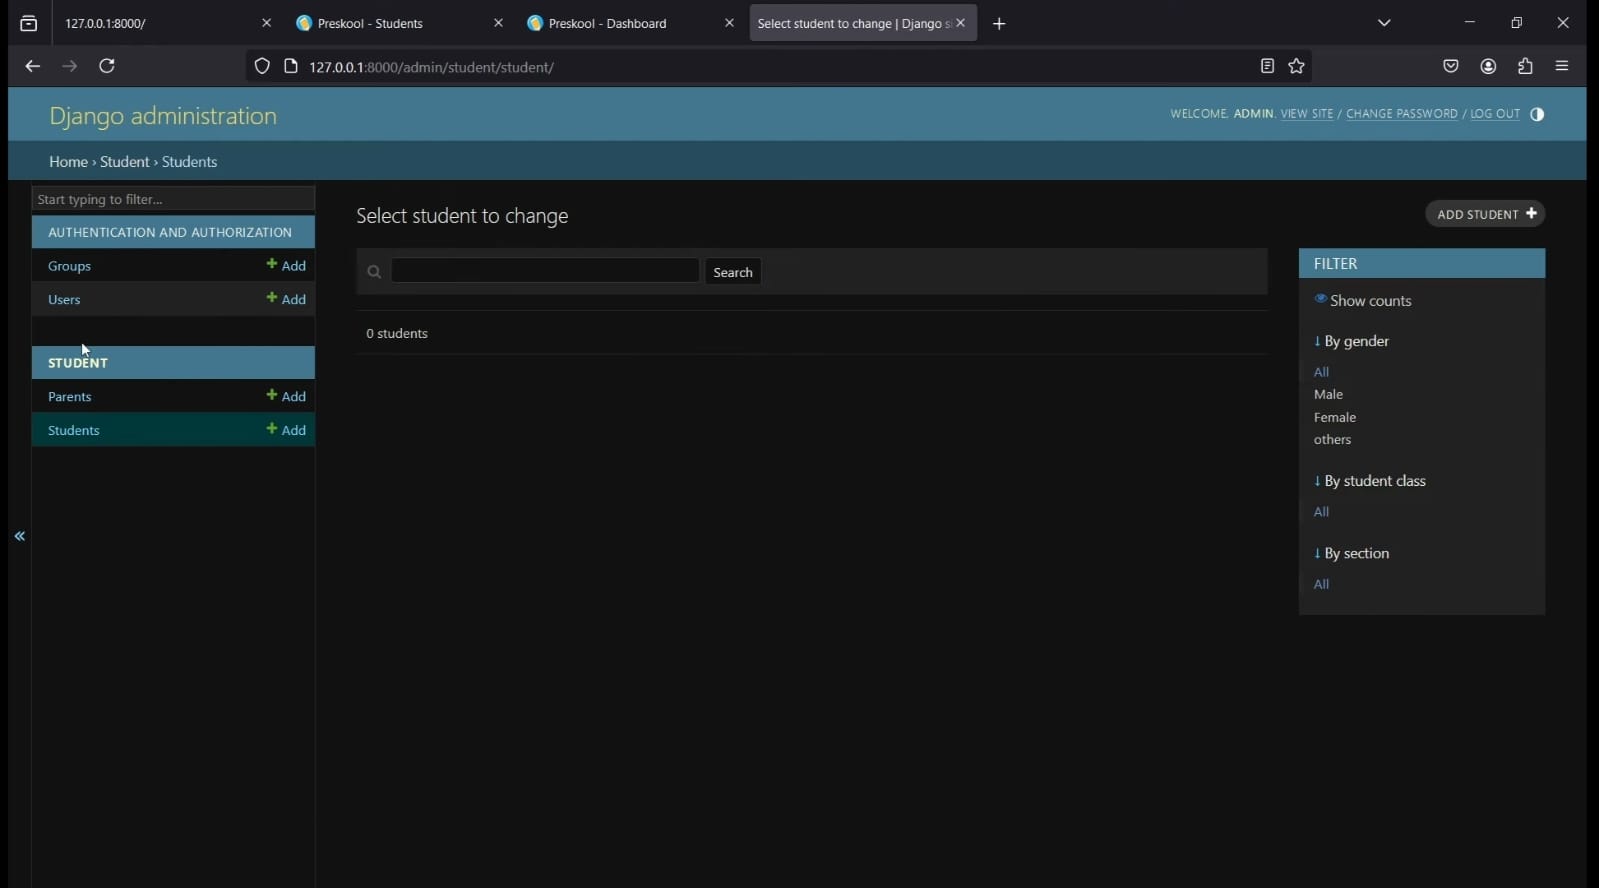 127.0.0.1:8000/
Preskool - Students
Preskool - Dashboard
Select student to change | Django s
127.0.0.1:8000/admin/student/student/
Django administration
WELCOME, ADMIN. VIEW SITE / CHANGE PASSWORD / LOG OUT
Home › Student › Students
Start typing to filter...
AUTHENTICATION AND AUTHORIZATION
Groups + Add
Users + Add
STUDENT
Parents + Add
Students + Add
«
Select student to change
ADD STUDENT +
Search
0 students
FILTER
Show counts
↓ By gender
All
Male
Female
others
↓ By student class
All
↓ By section
All